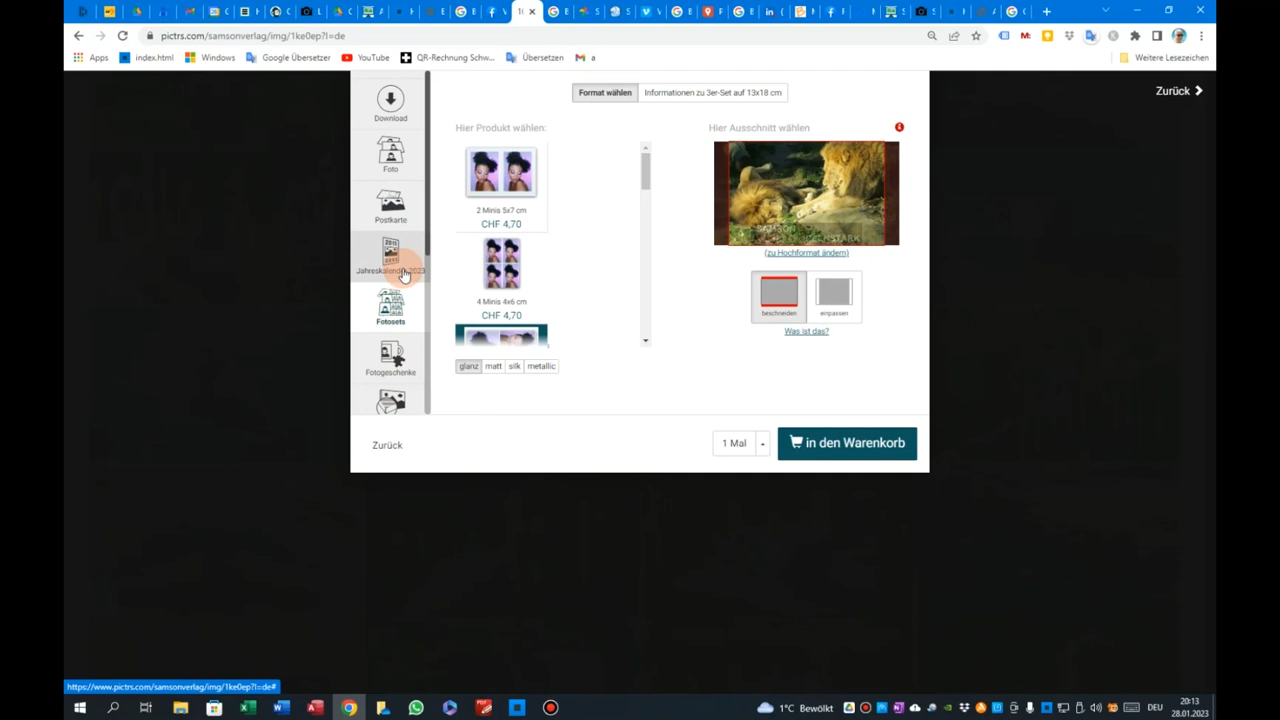 pictrs.com/samsonverlag/img/1ke0ep?l=de
Apps
index.html
Windows
Google Übersetzer
YouTube
QR-Rechnung Schw...
Übersetzen
a
Weitere Lesezeichen
Zurück
Format wählen
Informationen zu 3er-Set auf 13x18 cm
Download
Foto
Postkarte
Jahreskalender 2023
Fotosets
Fotogeschenke
Hier Produkt wählen:
2 Minis 5x7 cm
CHF 4,70
4 Minis 4x6 cm
CHF 4,70
glanz
matt
silk
metallic
Hier Ausschnitt wählen
SAMSON
(zu Hochformat ändern)
beschneiden
einpassen
Was ist das?
Zurück
1 Mal
in den Warenkorb
https://www.pictrs.com/samsonverlag/img/1ke0ep?l=de#
1°C Bewölkt
DEU
20:13
28.01.2023